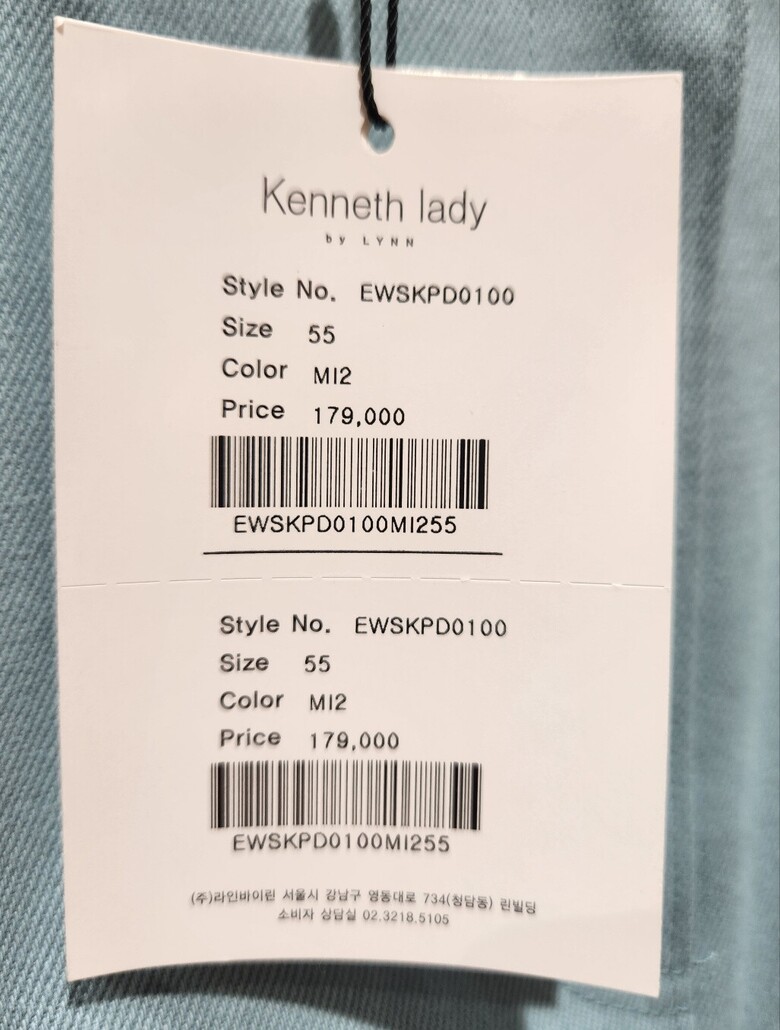 Kenneth lady
by LYNN
Style No. EWSKPD0100
Size 55
Color MI2
Price 179,000
EWSKPD0100MI255
Style No. EWSKPD0100
Size 55
Color MI2
Price 179,000
EWSKPD0100MI255
(주)라인바이린 서울시 강남구 영동대로 734(청담동) 린빌딩
소비자 상담실 02.3218.5105